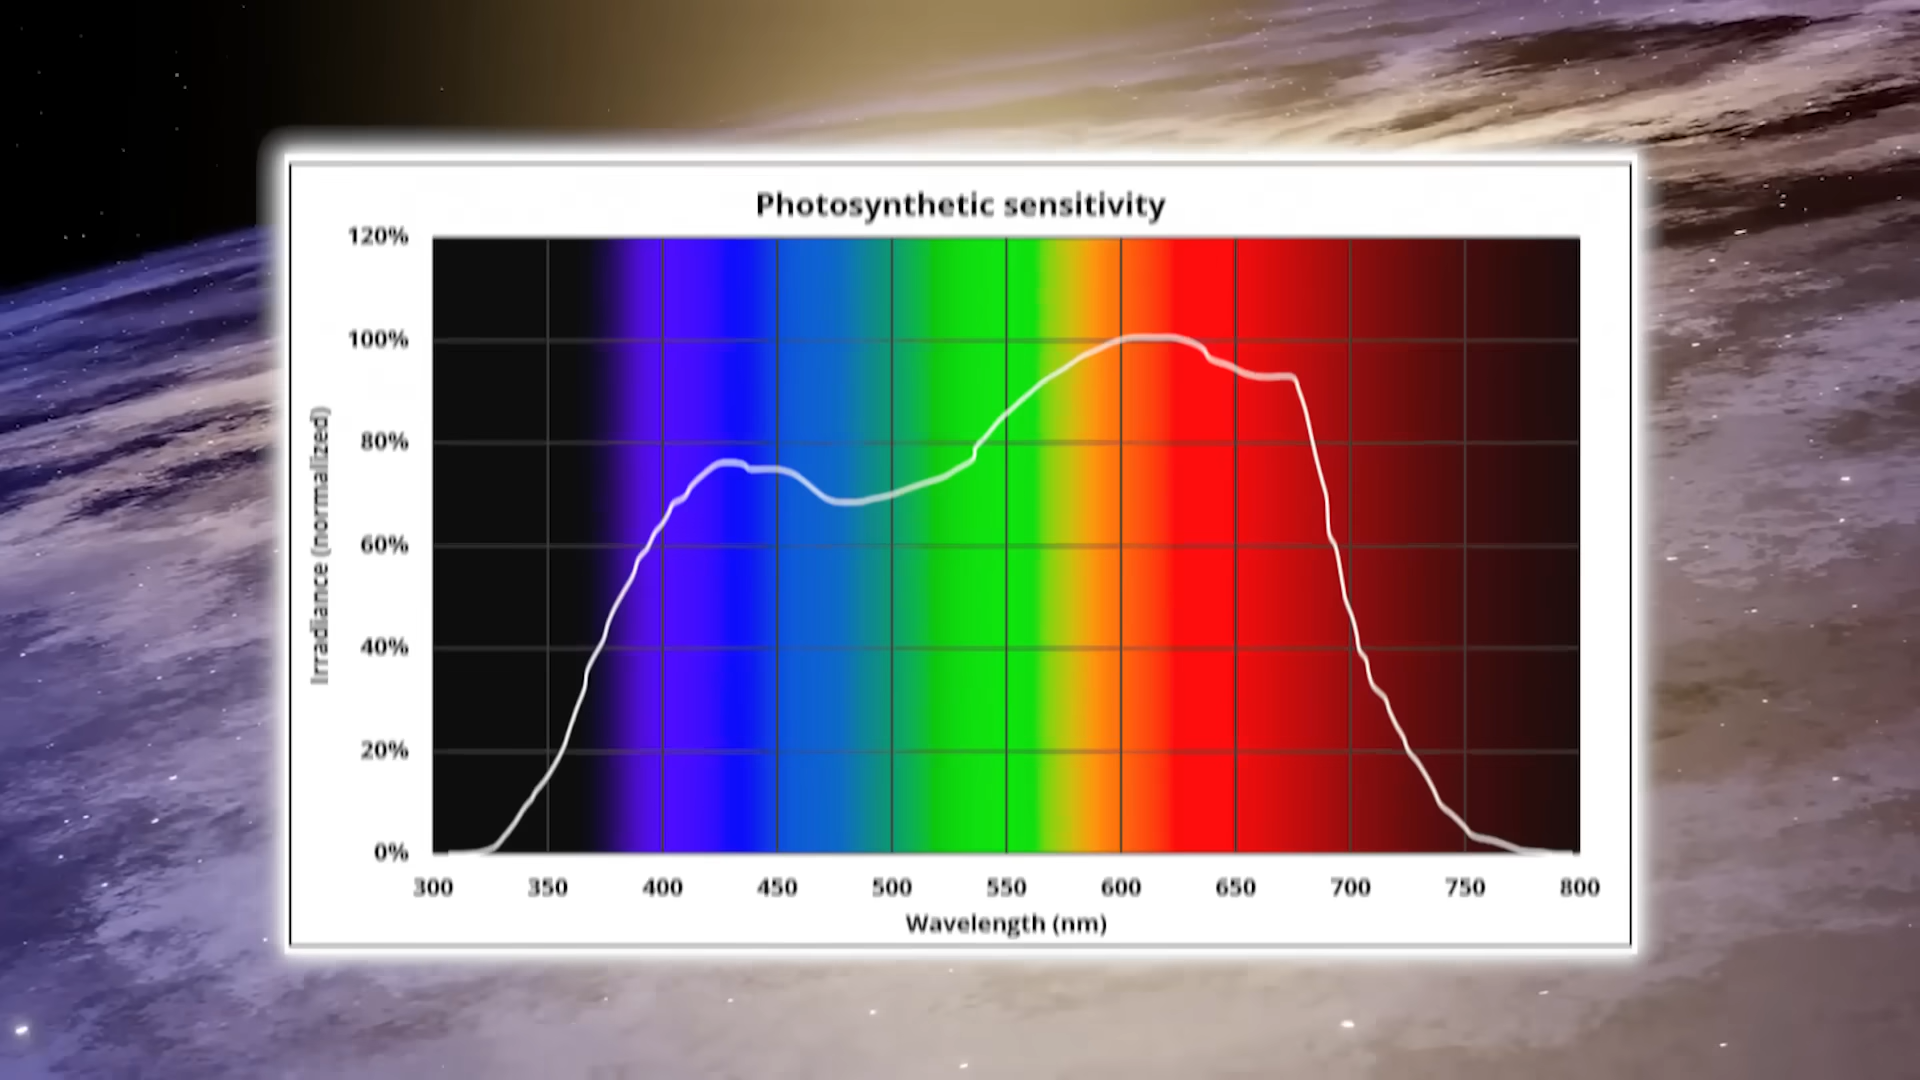 Photosynthetic sensitivity
120%
100%
80%
60%
40%
20%
0%
Irradiance (normalized)
300 350 400 450 500 550 600 650 700 750 800
Wavelength (nm)